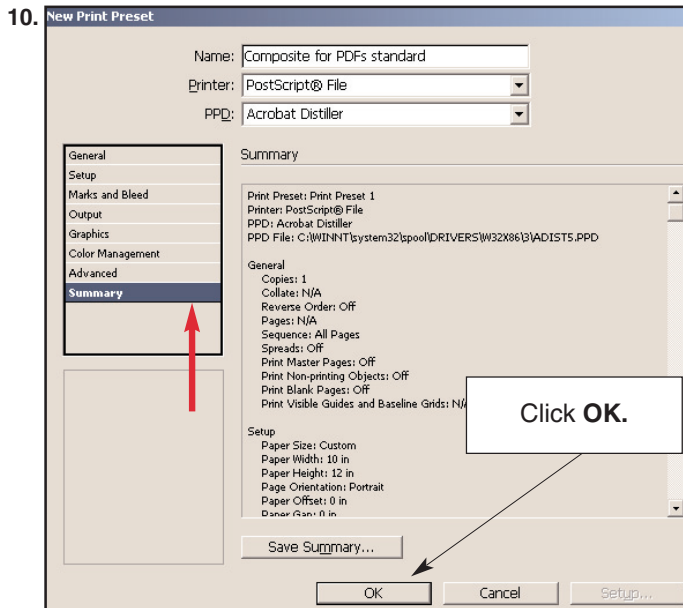 10.
New Print Preset
Name: Composite for PDFs standard
Printer: PostScript® File
PPD: Acrobat Distiller
General
Setup
Marks and Bleed
Output
Graphics
Color Management
Advanced
Summary
Summary
Print Preset: Print Preset 1
Printer: PostScript® File
PPD: Acrobat Distiller
PPD File: C:\WINNT\system32\spool\DRIVERS\W32X86\3\ADIST5.PPD
General
Copies: 1
Collate: N/A
Reverse Order: Off
Pages: N/A
Sequence: All Pages
Spreads: Off
Print Master Pages: Off
Print Non-printing Objects: Off
Print Blank Pages: Off
Print Visible Guides and Baseline Grids: N/A
Setup
Paper Size: Custom
Paper Width: 10 in
Paper Height: 12 in
Page Orientation: Portrait
Paper Offset: 0 in
Paper Gap: 0 in
Click OK.
Save Summary...
OK
Cancel
Setup...